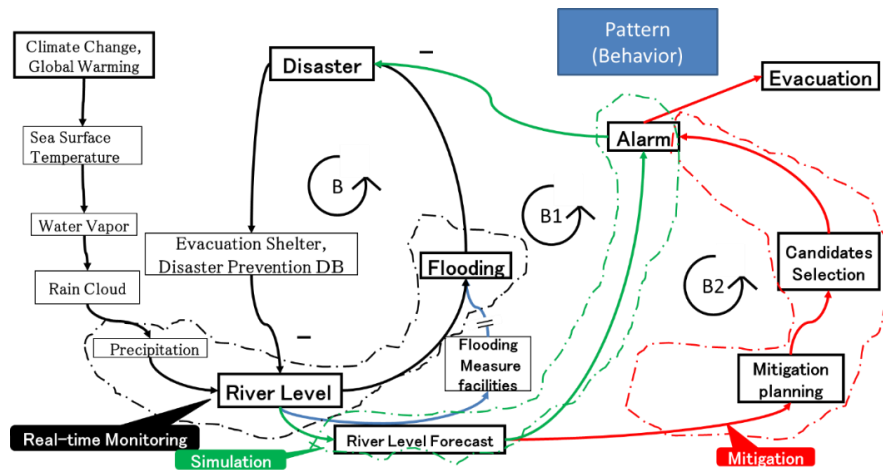 Climate Change,
Global Warming
Sea Surface
Temperature
Water Vapor
Rain Cloud
Precipitation
Disaster
−
Evacuation Shelter,
Disaster Prevention DB
−
River Level
Real-time Monitoring
Simulation
River Level Forecast
Flooding
Flooding
Measure
facilities
B
B1
B2
Pattern
(Behavior)
Evacuation
Alarm
Candidates
Selection
Mitigation
planning
Mitigation